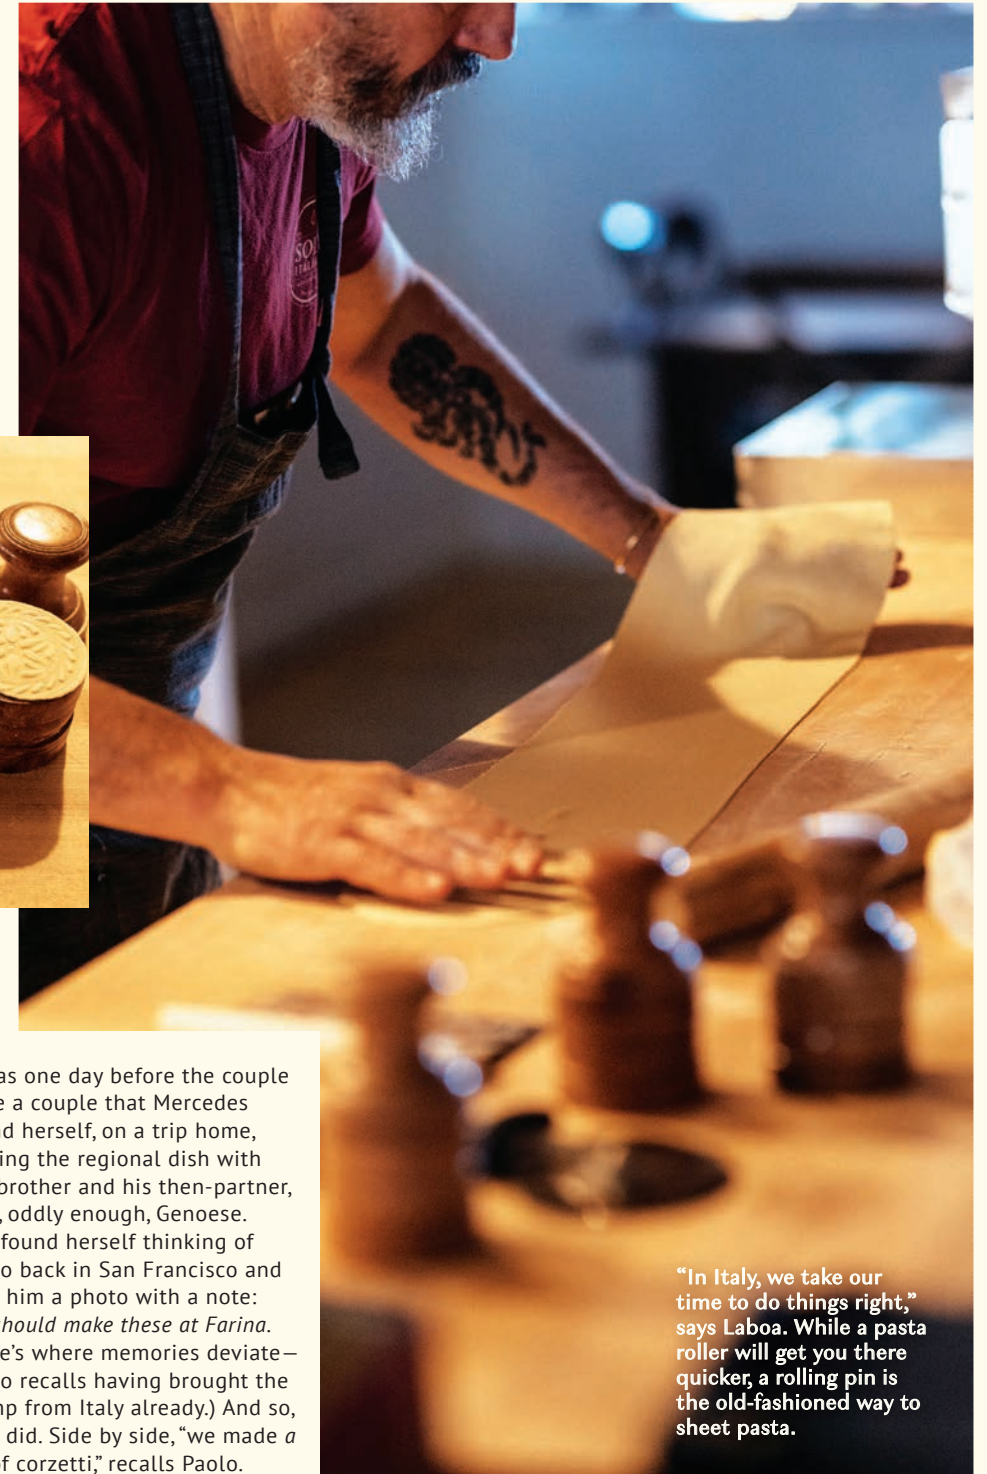 as one day before the couple
e a couple that Mercedes
d herself, on a trip home,
ing the regional dish with
brother and his then-partner,
, oddly enough, Genoese.
found herself thinking of
o back in San Francisco and
him a photo with a note:
hould make these at Farina.
e’s where memories deviate—
o recalls having brought the
mp from Italy already.) And so,
did. Side by side, “we made a
f corzetti,” recalls Paolo.
“In Italy, we take our
time to do things right,”
says Laboa. While a pasta
roller will get you there
quicker, a rolling pin is
the old-fashioned way to
sheet pasta.